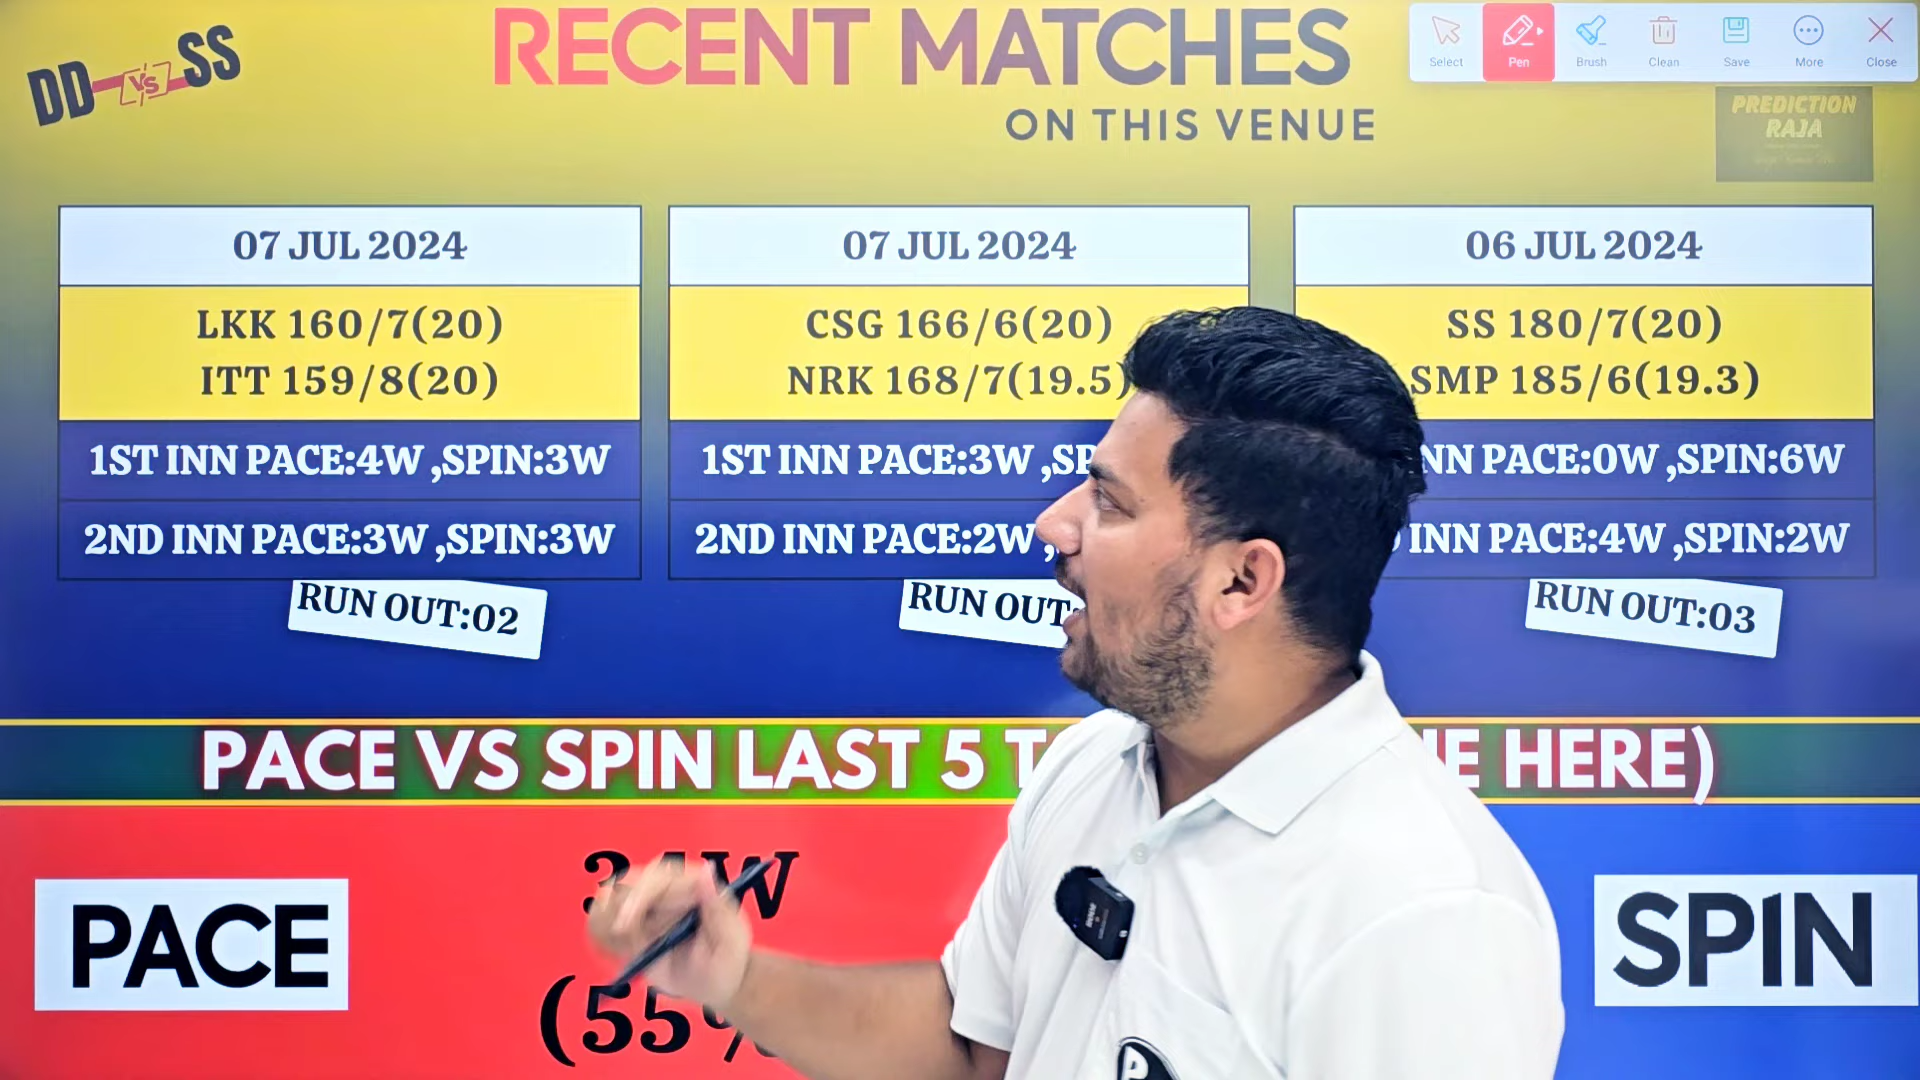 DD VS SS
RECENT MATCHES
ON THIS VENUE
Select
Pen
Brush
Clean
Save
More
Close
PREDICTION
RAJA
07 JUL 2024
LKK 160/7(20)
ITT 159/8(20)
1ST INN PACE:4W ,SPIN:3W
2ND INN PACE:3W ,SPIN:3W
RUN OUT:02
07 JUL 2024
CSG 166/6(20)
NRK 168/7(19.5)
1ST INN PACE:3W ,SP
2ND INN PACE:2W,
RUN OUT:
06 JUL 2024
SS 180/7(20)
SMP 185/6(19.3)
NN PACE:0W ,SPIN:6W
INN PACE:4W ,SPIN:2W
RUN OUT:03
PACE VS SPIN LAST 5 T E HERE)
PACE
(55%
SPIN